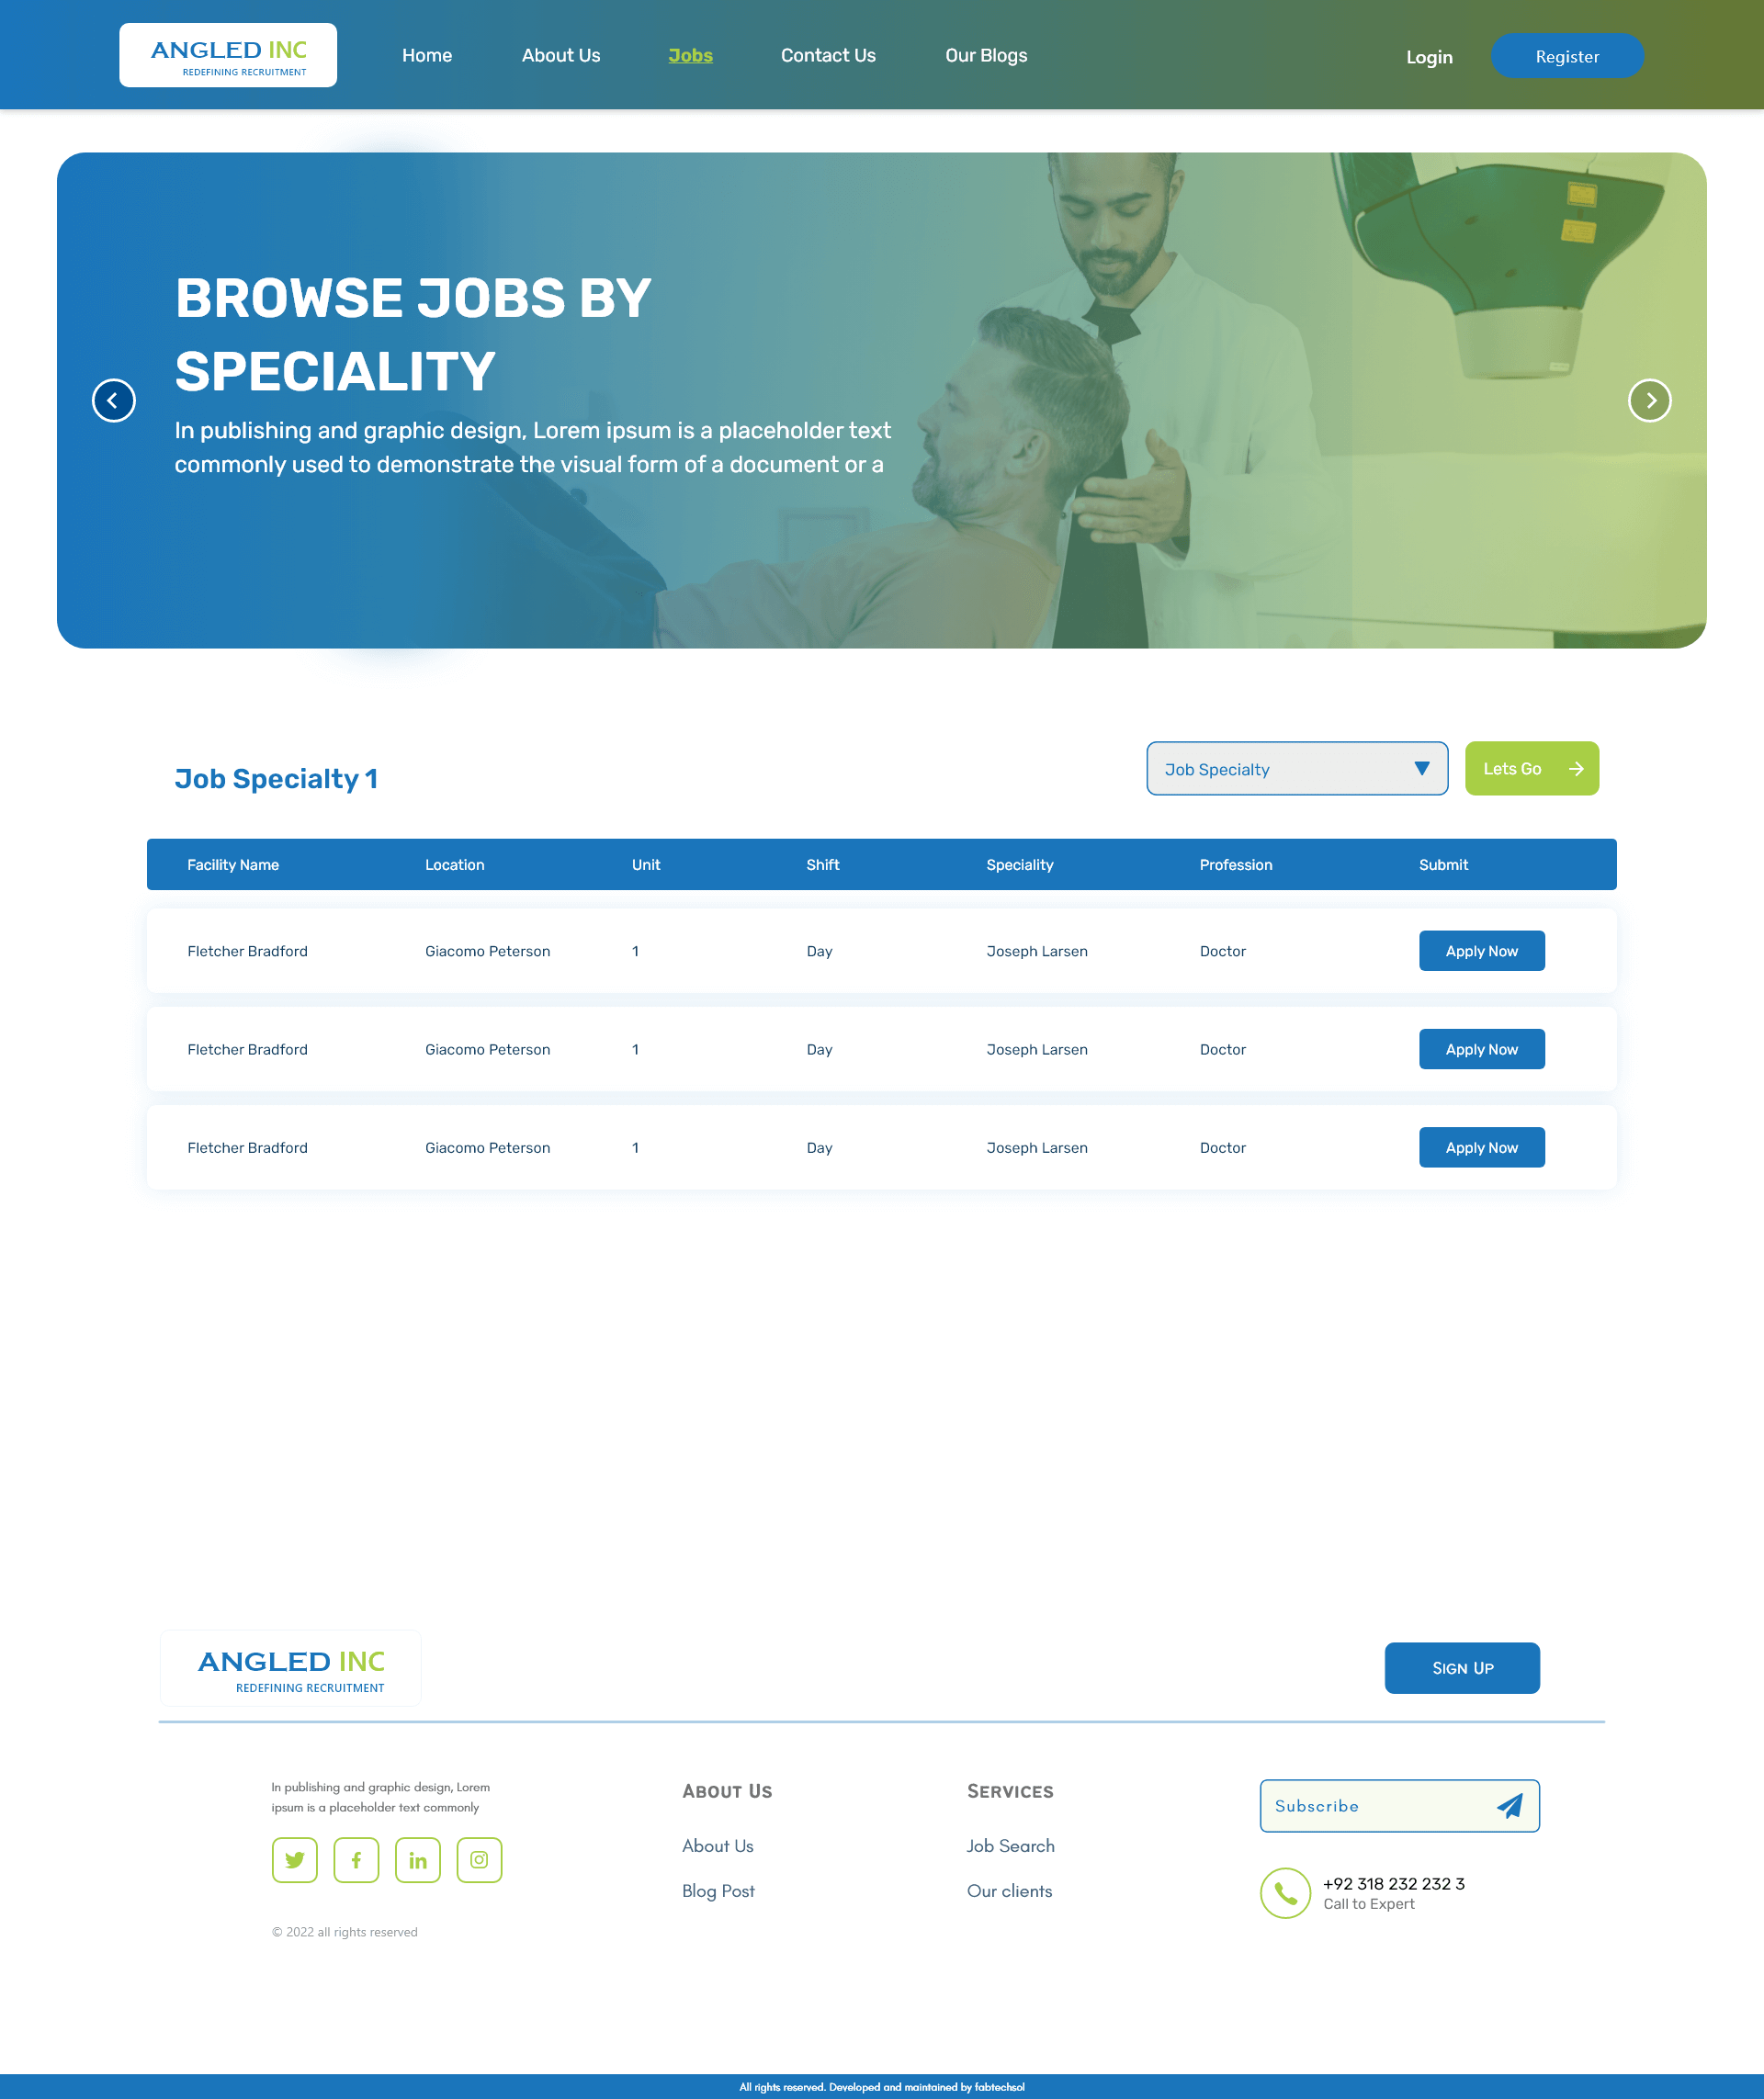 ANGLED INC
REDEFINING RECRUITMENT
Home About Us Jobs Contact Us Our Blogs Login Register
BROWSE JOBS BY
SPECIALITY
In publishing and graphic design, Lorem ipsum is a placeholder text
commonly used to demonstrate the visual form of a document or a
Job Specialty 1
Job Specialty
Lets Go
Facility Name Location Unit Shift Speciality Profession Submit
Fletcher Bradford Giacomo Peterson 1 Day Joseph Larsen Doctor Apply Now
Fletcher Bradford Giacomo Peterson 1 Day Joseph Larsen Doctor Apply Now
Fletcher Bradford Giacomo Peterson 1 Day Joseph Larsen Doctor Apply Now
ANGLED INC
REDEFINING RECRUITMENT
SIGN UP
In publishing and graphic design, Lorem
ipsum is a placeholder text commonly
© 2022 all rights reserved
ABOUT US
About Us
Blog Post
SERVICES
Job Search
Our clients
Subscribe
+92 318 232 232 3
Call to Expert
All rights reserved. Developed and maintained by fabtechsol